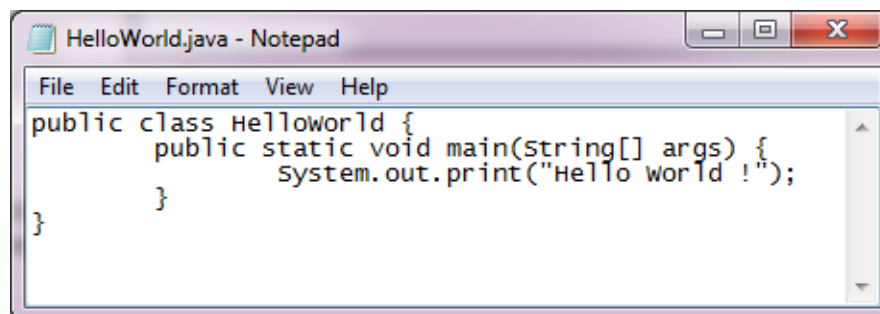 HelloWorld.java - Notepad
File Edit Format View Help
public class HelloWorld {
        public static void main(String[] args) {
                System.out.print("Hello World !");
        }
}